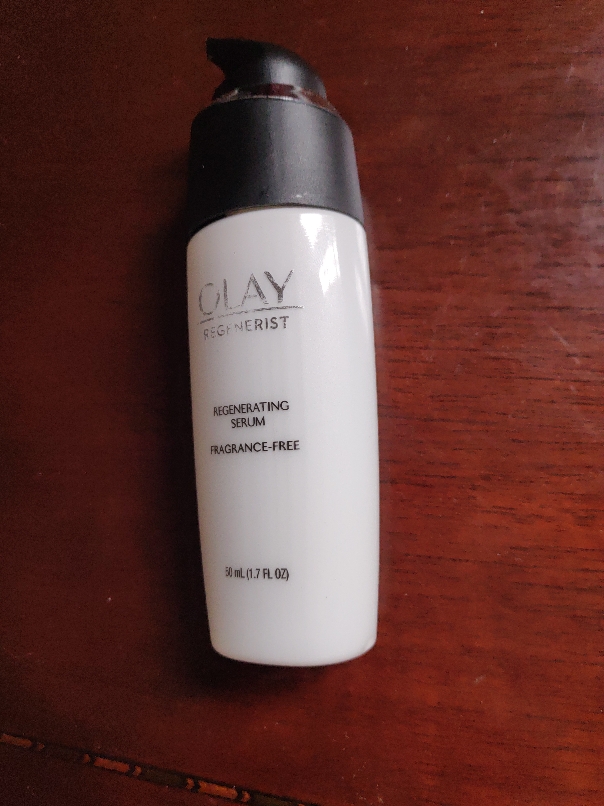 OLAY
REGENERIST
REGENERATING
SERUM
FRAGRANCE-FREE
50 mL (1.7 FL OZ)